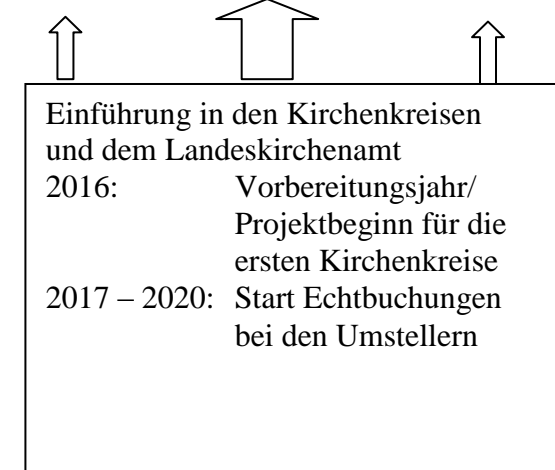 Einführung in den Kirchenkreisen
und dem Landeskirchenamt
2016: Vorbereitungsjahr/
Projektbeginn für die
ersten Kirchenkreise
2017 – 2020: Start Echtbuchungen
bei den Umstellern